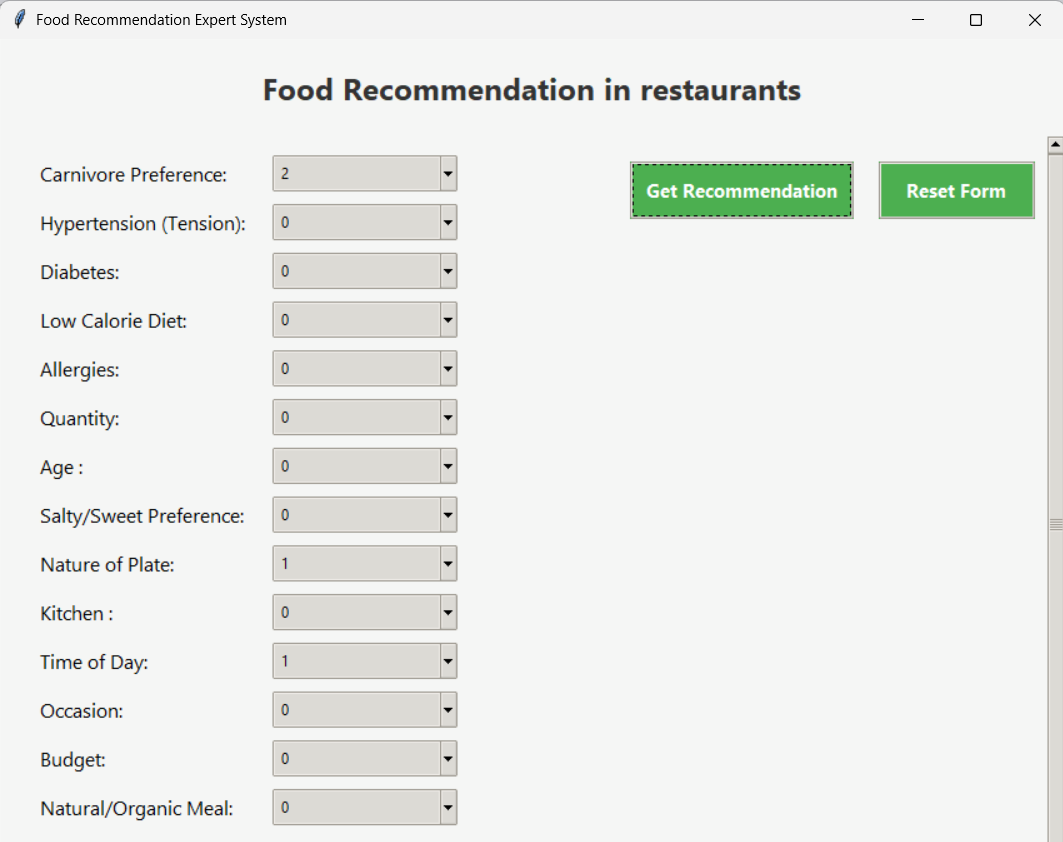 Food Recommendation Expert System
Food Recommendation in restaurants
Carnivore Preference: 2
Get Recommendation
Reset Form
Hypertension (Tension): 0
Diabetes: 0
Low Calorie Diet: 0
Allergies: 0
Quantity: 0
Age : 0
Salty/Sweet Preference: 0
Nature of Plate: 1
Kitchen : 0
Time of Day: 1
Occasion: 0
Budget: 0
Natural/Organic Meal: 0